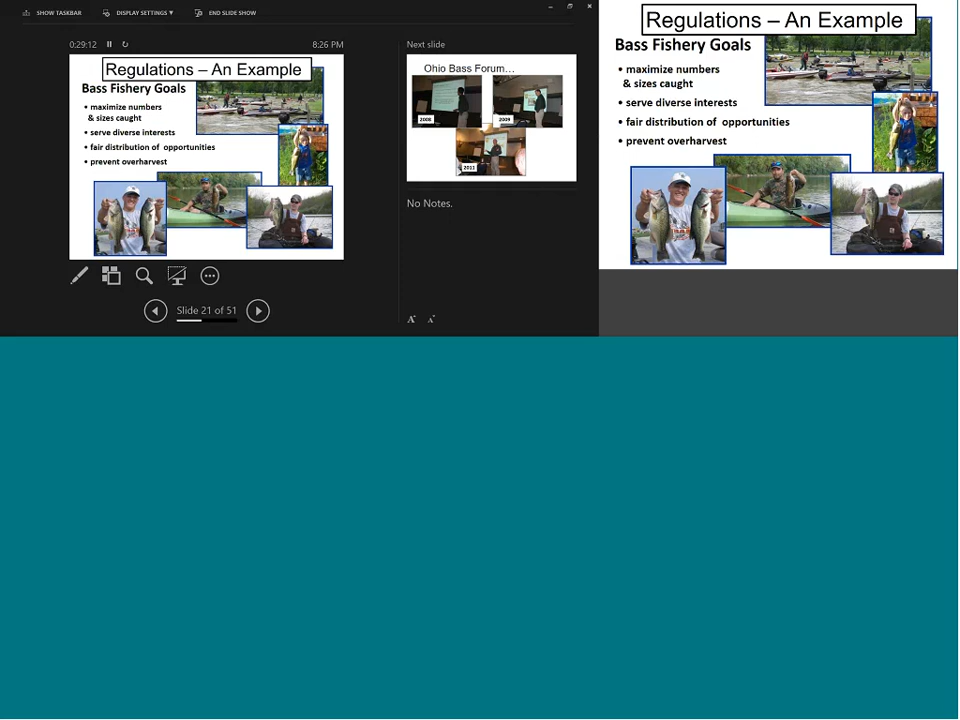 SHOW TASKBAR
DISPLAY SETTINGS ▼
END SLIDE SHOW
0:29:12
8:26 PM
Regulations – An Example
Bass Fishery Goals
• maximize numbers
& sizes caught
• serve diverse interests
• fair distribution of opportunities
• prevent overharvest
Slide 21 of 51
Next slide
Ohio Bass Forum…
2008
2009
2011
No Notes.
A
A
Regulations – An Example
Bass Fishery Goals
• maximize numbers
& sizes caught
• serve diverse interests
• fair distribution of opportunities
• prevent overharvest